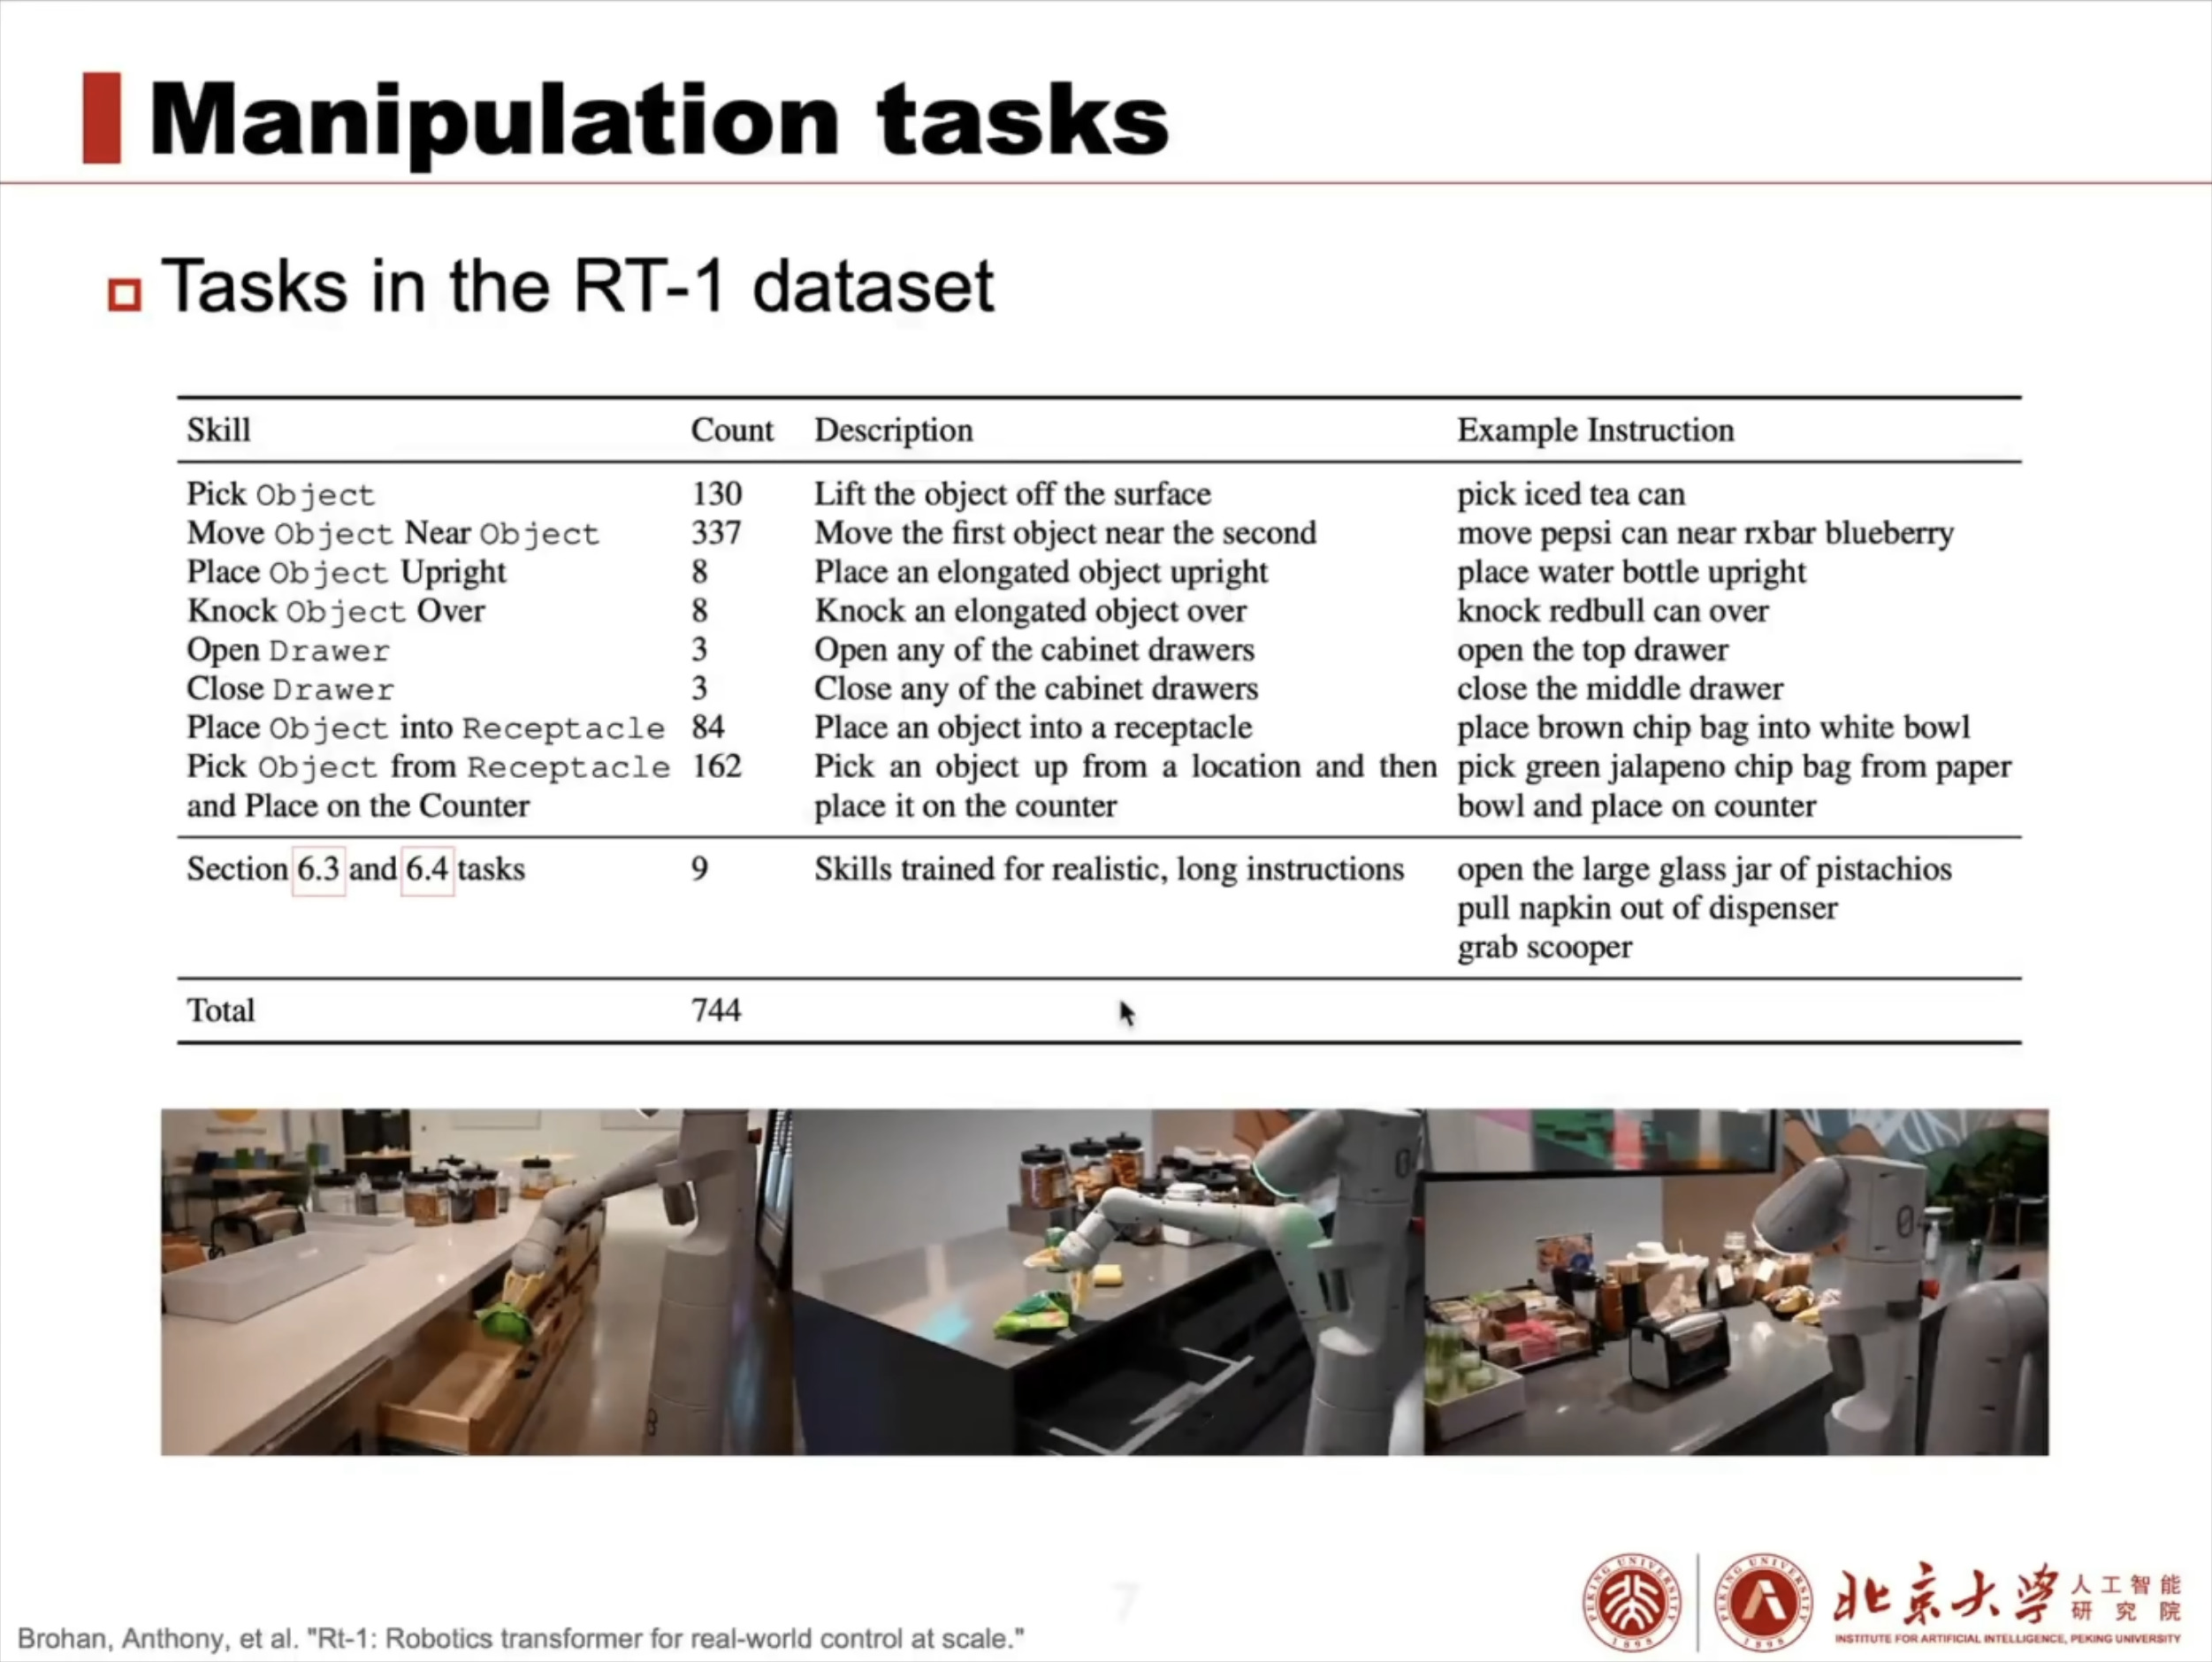 Manipulation tasks
Tasks in the RT-1 dataset
Skill Count Description Example Instruction
Pick Object 130 Lift the object off the surface pick iced tea can
Move Object Near Object 337 Move the first object near the second move pepsi can near rxbar blueberry
Place Object Upright 8 Place an elongated object upright place water bottle upright
Knock Object Over 8 Knock an elongated object over knock redbull can over
Open Drawer 3 Open any of the cabinet drawers open the top drawer
Close Drawer 3 Close any of the cabinet drawers close the middle drawer
Place Object into Receptacle 84 Place an object into a receptacle place brown chip bag into white bowl
Pick Object from Receptacle 162 Pick an object up from a location and then pick green jalapeno chip bag from paper
and Place on the Counter place it on the counter bowl and place on counter
Section 6.3 and 6.4 tasks 9 Skills trained for realistic, long instructions open the large glass jar of pistachios
pull napkin out of dispenser
grab scooper
Total 744
7
PEKING UNIVERSITY
1898
PEKING UNIVERSITY
1898
北京大学
人工智能
研究院
INSTITUTE FOR ARTIFICIAL INTELLIGENCE, PEKING UNIVERSITY
Brohan, Anthony, et al. "Rt-1: Robotics transformer for real-world control at scale."